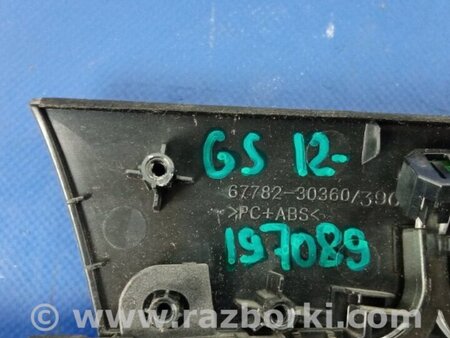 GS 12-
67782-30360/390
>PC+ABS<
197089
www.razborki.com